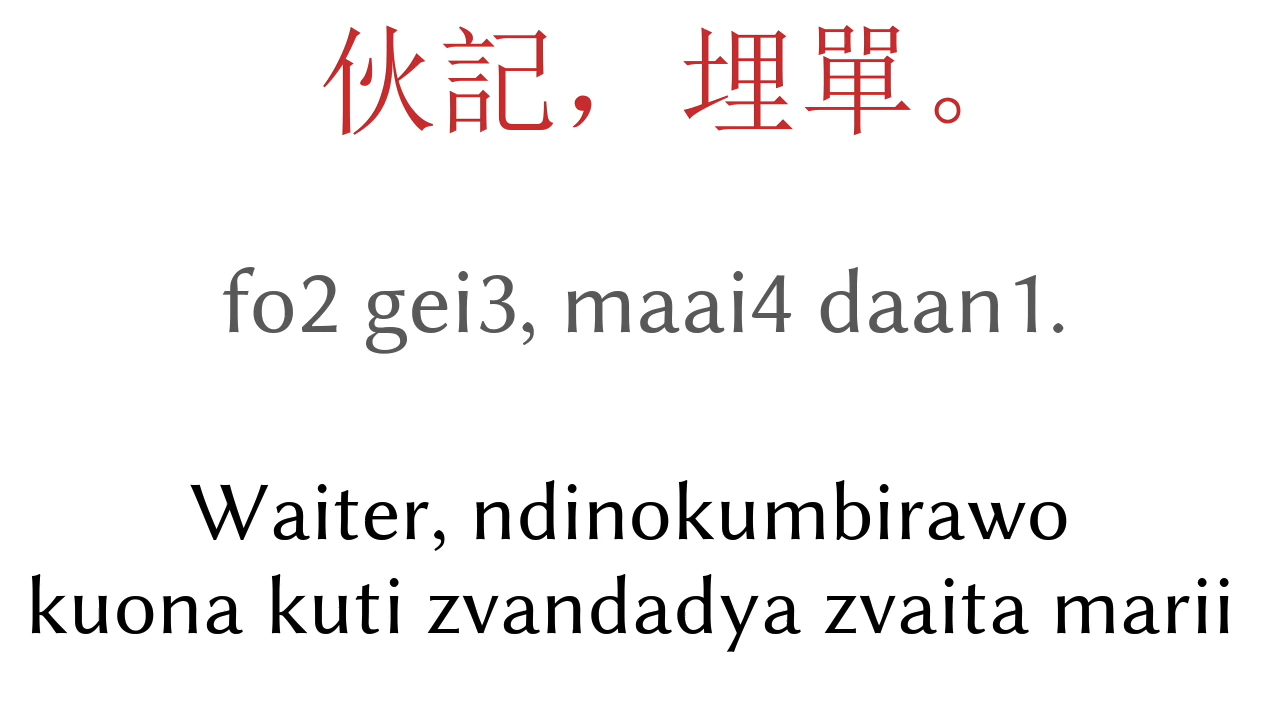 伙記，埋單。
fo2 gei3, maai4 daan1.
Waiter, ndinokumbirawo
kuona kuti zvandadya zvaita marii